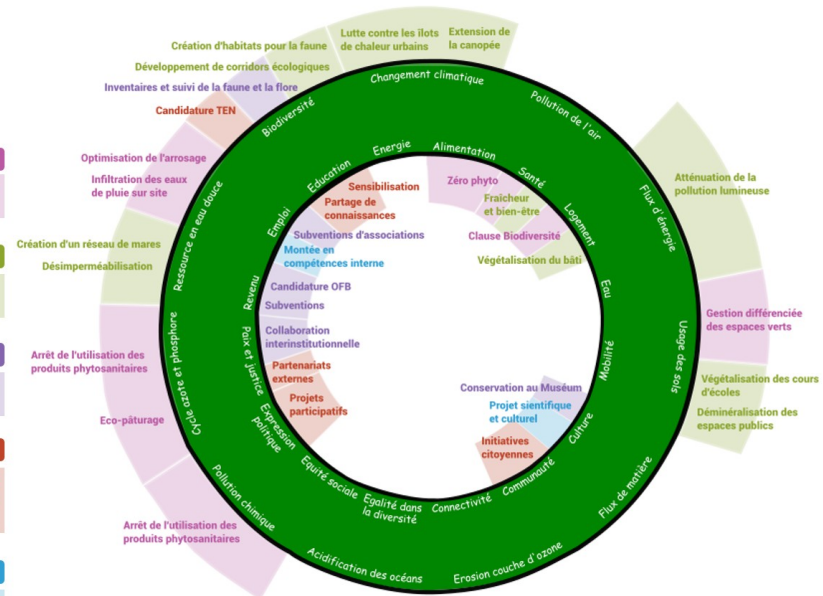 Lutte contre les îlots
de chaleur urbains
Extension de
la canopée
Création d'habitats pour la faune
Développement de corridors écologiques
Inventaires et suivi de la faune et la flore
Candidature TEN
Optimisation de l'arrosage
Infiltration des eaux
de pluie sur site
Création d'un réseau de mares
Désimperméabilisation
Arrêt de l'utilisation des
produits phytosanitaires
Eco-pâturage
Arrêt de l'utilisation des
produits phytosanitaires
Atténuation de la
pollution lumineuse
Gestion différenciée
des espaces verts
Végétalisation des cours
d'écoles
Déminéralisation des
espaces publics
Changement climatique
Pollution de l'air
Flux d'énergie
Usage des sols
Flux de matière
Erosion couche d'ozone
Acidification des océans
Pollution chimique
Cycle azote et phosphore
Ressource en eau douce
Biodiversité
Energie
Alimentation
Santé
Logement
Eau
Mobilité
Culture
Communauté
Connectivité
Egalité dans
la diversité
Equité sociale
Expression
politique
Paix et justice
Revenu
Emploi
Education
Zéro phyto
Fraîcheur
et bien-être
Clause Biodiversité
Végétalisation du bâti
Sensibilisation
Partage de
connaissances
Subventions d'associations
Montée en
compétences interne
Candidature OFB
Subventions
Collaboration
interinstitutionnelle
Partenariats
externes
Projets
participatifs
Conservation au Muséum
Projet sientifique
et culturel
Initiatives
citoyennes